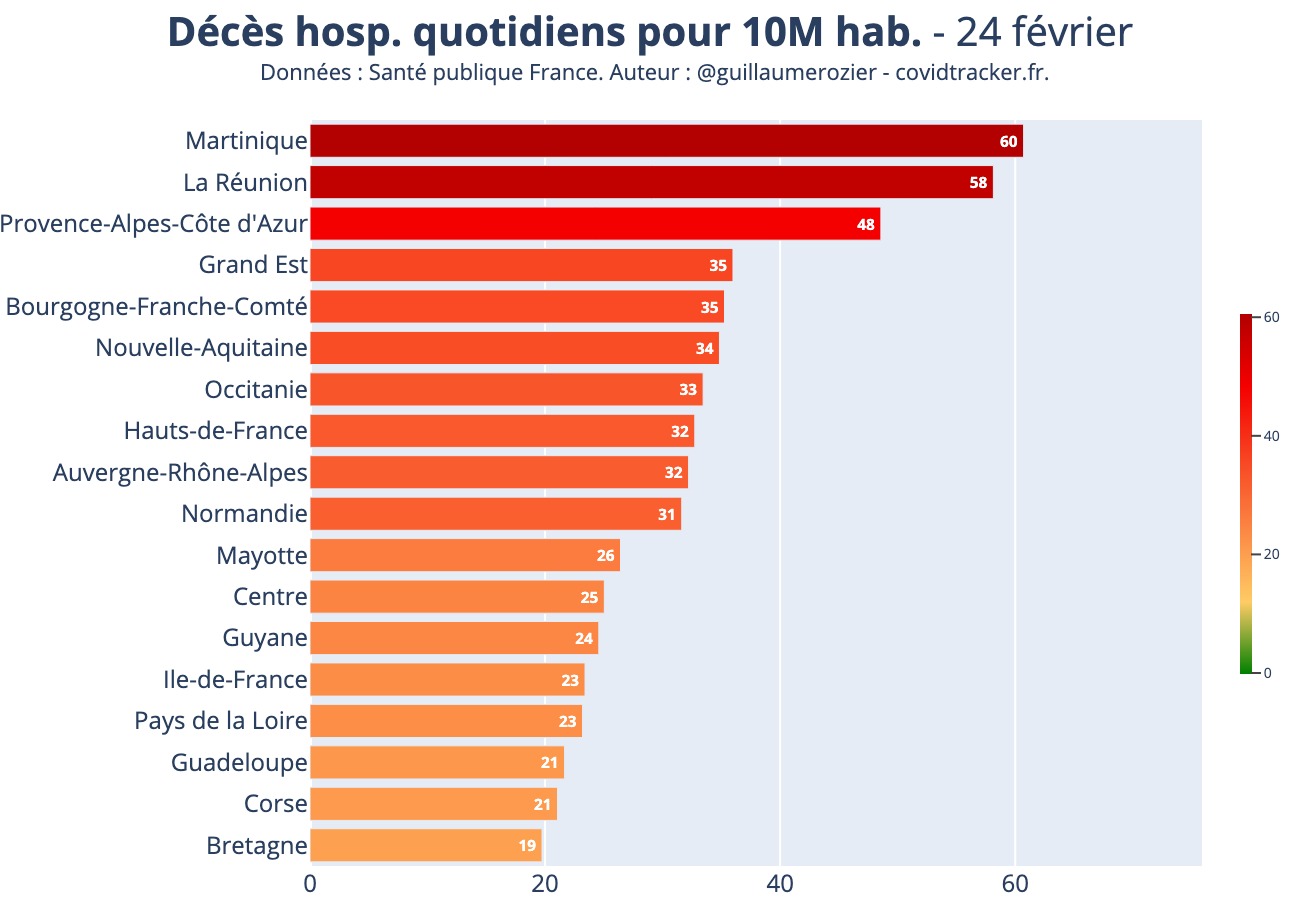 Décès hosp. quotidiens pour 10M hab. - 24 février
Données : Santé publique France. Auteur : @guillaumerozier - covidtracker.fr.
Martinique 60
La Réunion 58
Provence-Alpes-Côte d'Azur 48
Grand Est 35
Bourgogne-Franche-Comté 35
Nouvelle-Aquitaine 34
Occitanie 33
Hauts-de-France 32
Auvergne-Rhône-Alpes 32
Normandie 31
Mayotte 26
Centre 25
Guyane 24
Ile-de-France 23
Pays de la Loire 23
Guadeloupe 21
Corse 21
Bretagne 19
0 20 40 60
60
40
20
0